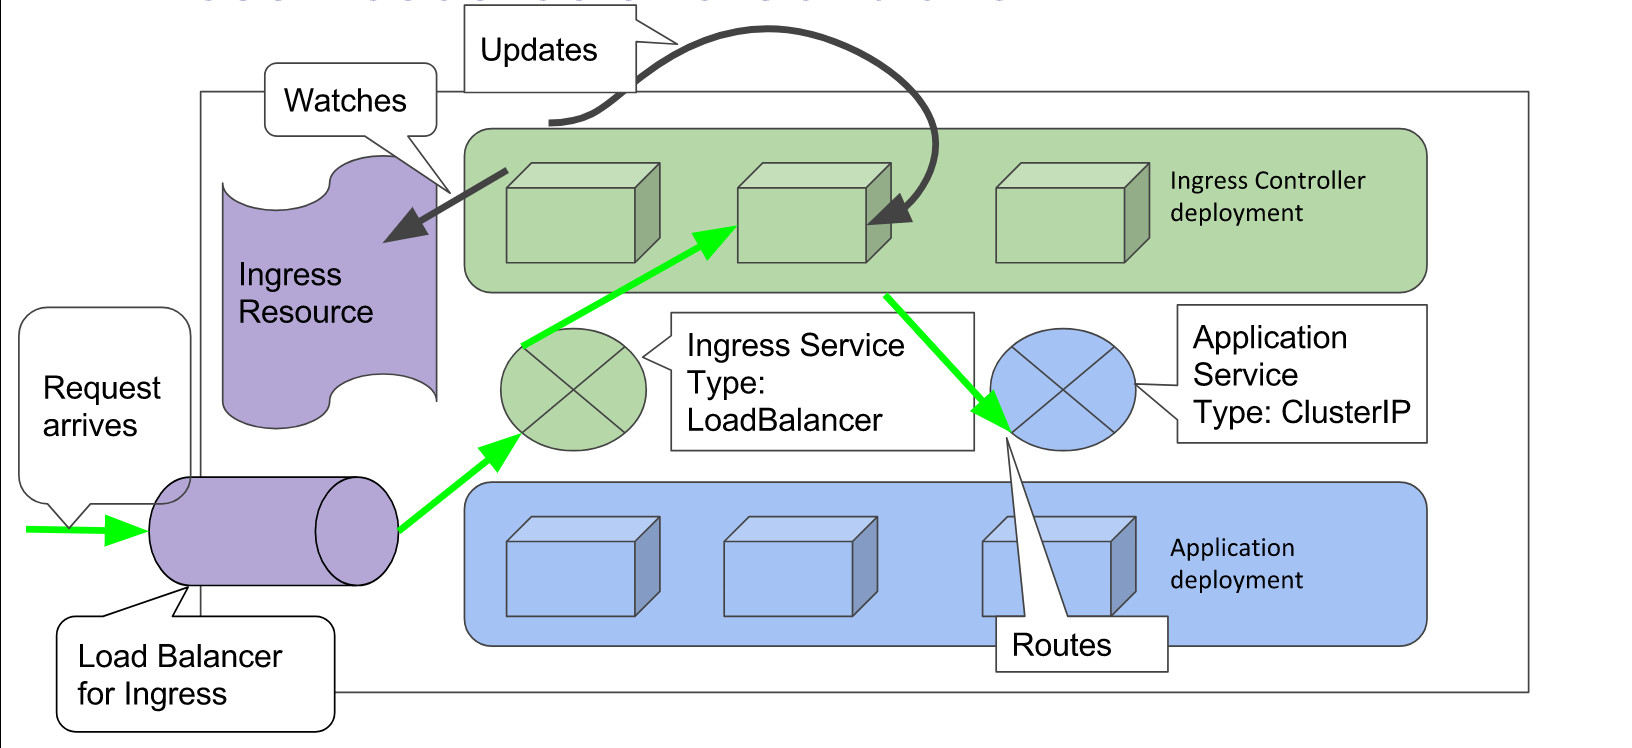 Updates
Watches
Ingress Controller
deployment
Ingress
Resource
Request
arrives
Ingress Service
Type:
LoadBalancer
Application
Service
Type: ClusterIP
Application
deployment
Routes
Load Balancer
for Ingress